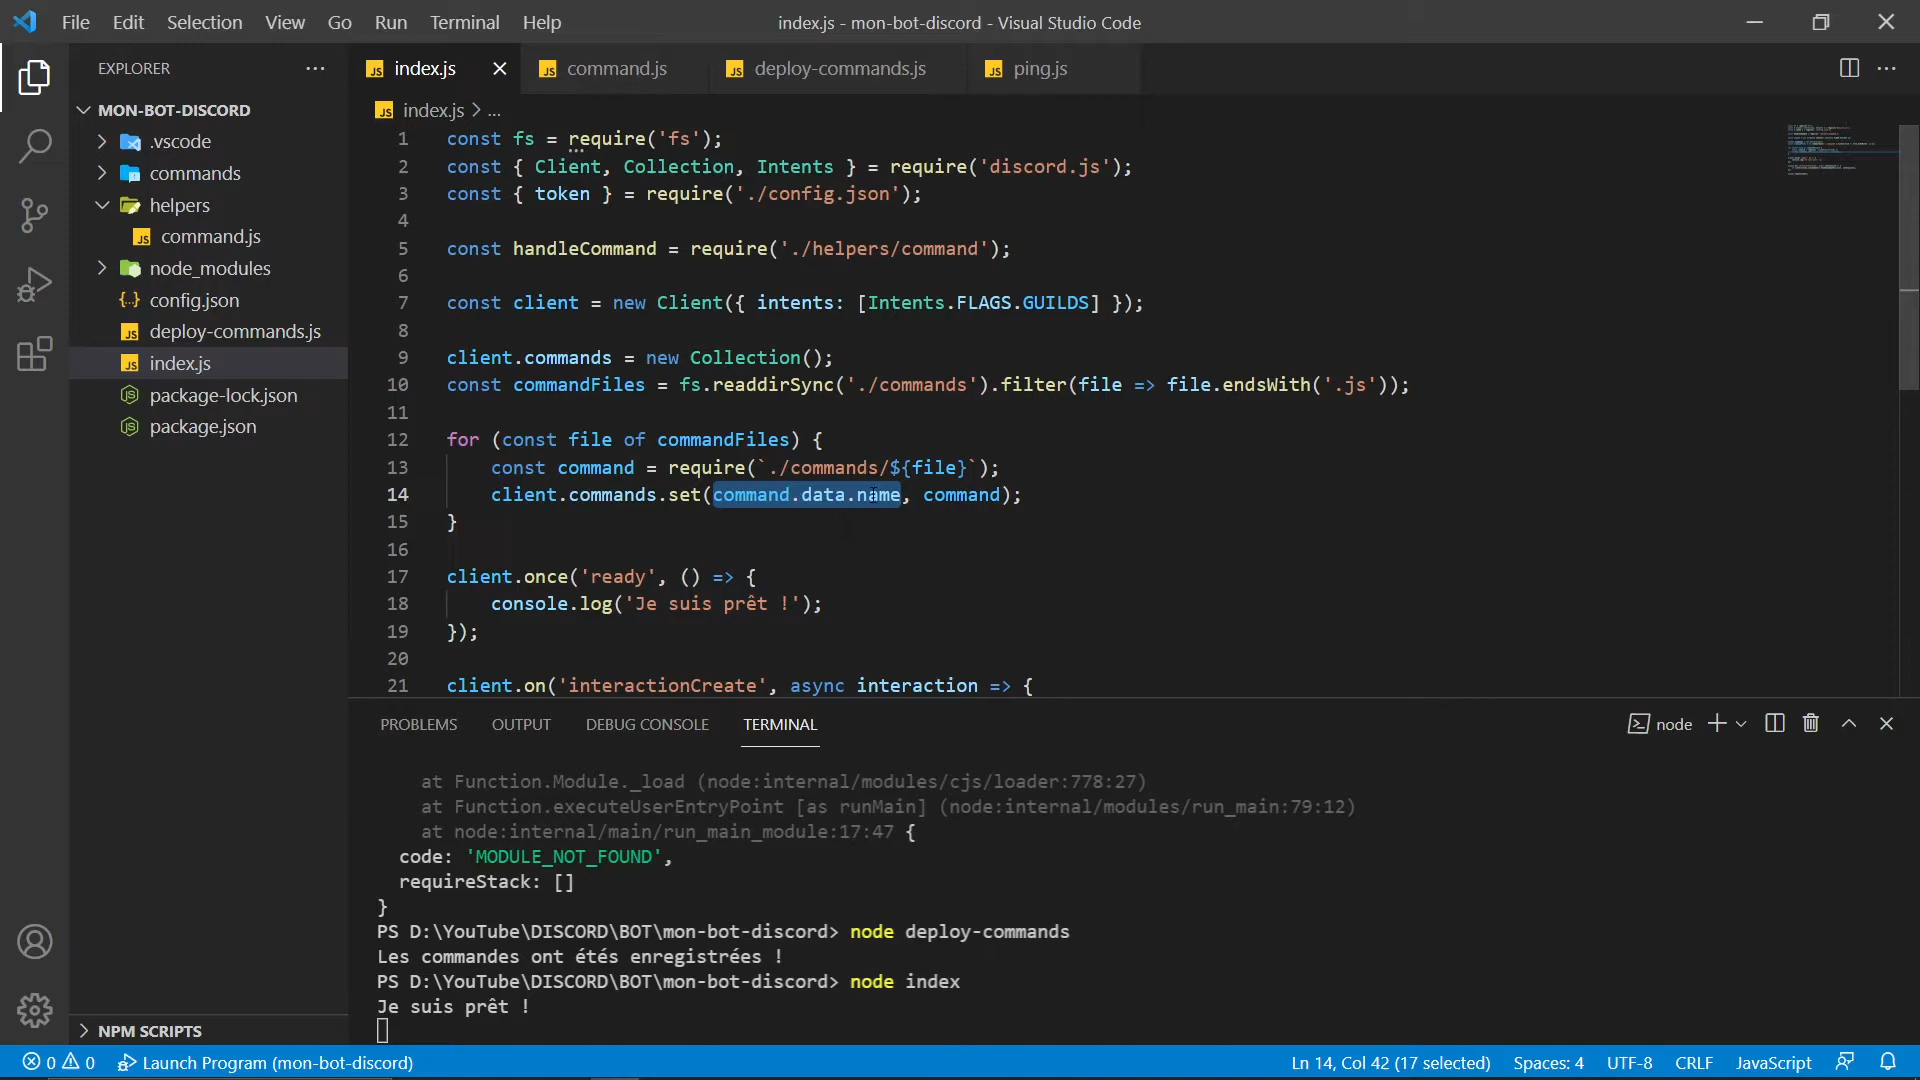 File Edit Selection View Go Run Terminal Help
index.js - mon-bot-discord - Visual Studio Code
EXPLORER
MON-BOT-DISCORD
.vscode
commands
helpers
JS command.js
node_modules
{..} config.json
JS deploy-commands.js
JS index.js
JS package-lock.json
JS package.json
NPM SCRIPTS
JS index.js
JS command.js
JS deploy-commands.js
JS ping.js
JS index.js > ...
1 const fs = require('fs');
2 const { Client, Collection, Intents } = require('discord.js');
3 const { token } = require('./config.json');
4
5 const handleCommand = require('./helpers/command');
6
7 const client = new Client({ intents: [Intents.FLAGS.GUILDS] });
8
9 client.commands = new Collection();
10 const commandFiles = fs.readdirSync('./commands').filter(file => file.endsWith('.js'));
11
12 for (const file of commandFiles) {
13 const command = require(`./commands/${file}`);
14 client.commands.set(command.data.name, command);
15 }
16
17 client.once('ready', () => {
18 console.log('Je suis prêt !');
19 });
20
21 client.on('interactionCreate', async interaction => {
PROBLEMS OUTPUT DEBUG CONSOLE TERMINAL
node
at Function.Module._load (node:internal/modules/cjs/loader:778:27)
at Function.executeUserEntryPoint [as runMain] (node:internal/modules/run_main:79:12)
at node:internal/main/run_main_module:17:47 {
code: 'MODULE_NOT_FOUND',
requireStack: []
}
PS D:\YouTube\DISCORD\BOT\mon-bot-discord> node deploy-commands
Les commandes ont étés enregistrées !
PS D:\YouTube\DISCORD\BOT\mon-bot-discord> node index
Je suis prêt !
0 0 Launch Program (mon-bot-discord)
Ln 14, Col 42 (17 selected) Spaces: 4 UTF-8 CRLF JavaScript